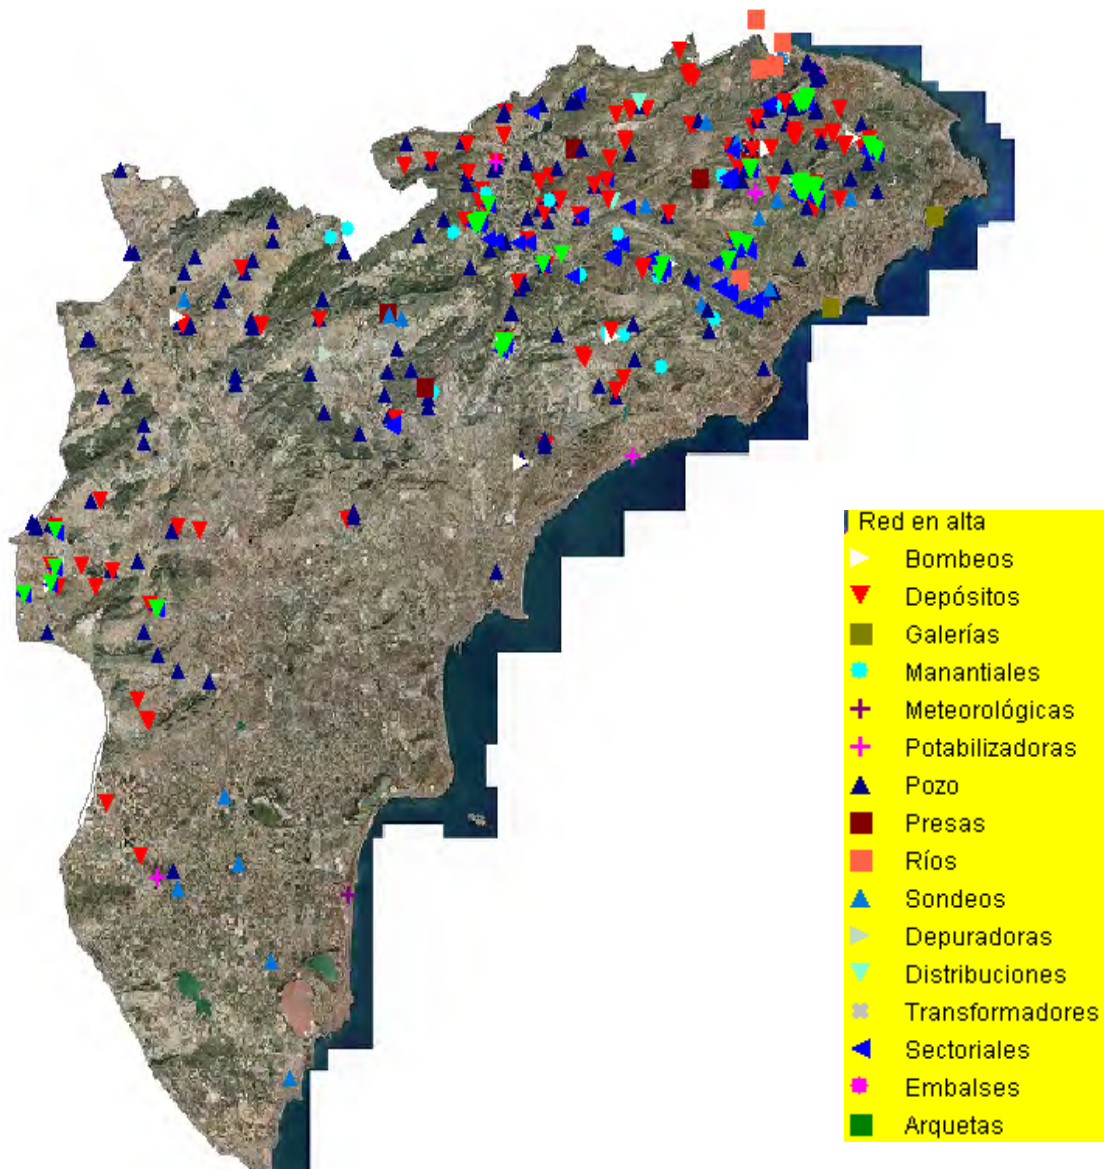 Red en alta
Bombeos
Depósitos
Galerías
Manantiales
Meteorológicas
Potabilizadoras
Pozo
Presas
Ríos
Sondeos
Depuradoras
Distribuciones
Transformadores
Sectoriales
Embalses
Arquetas